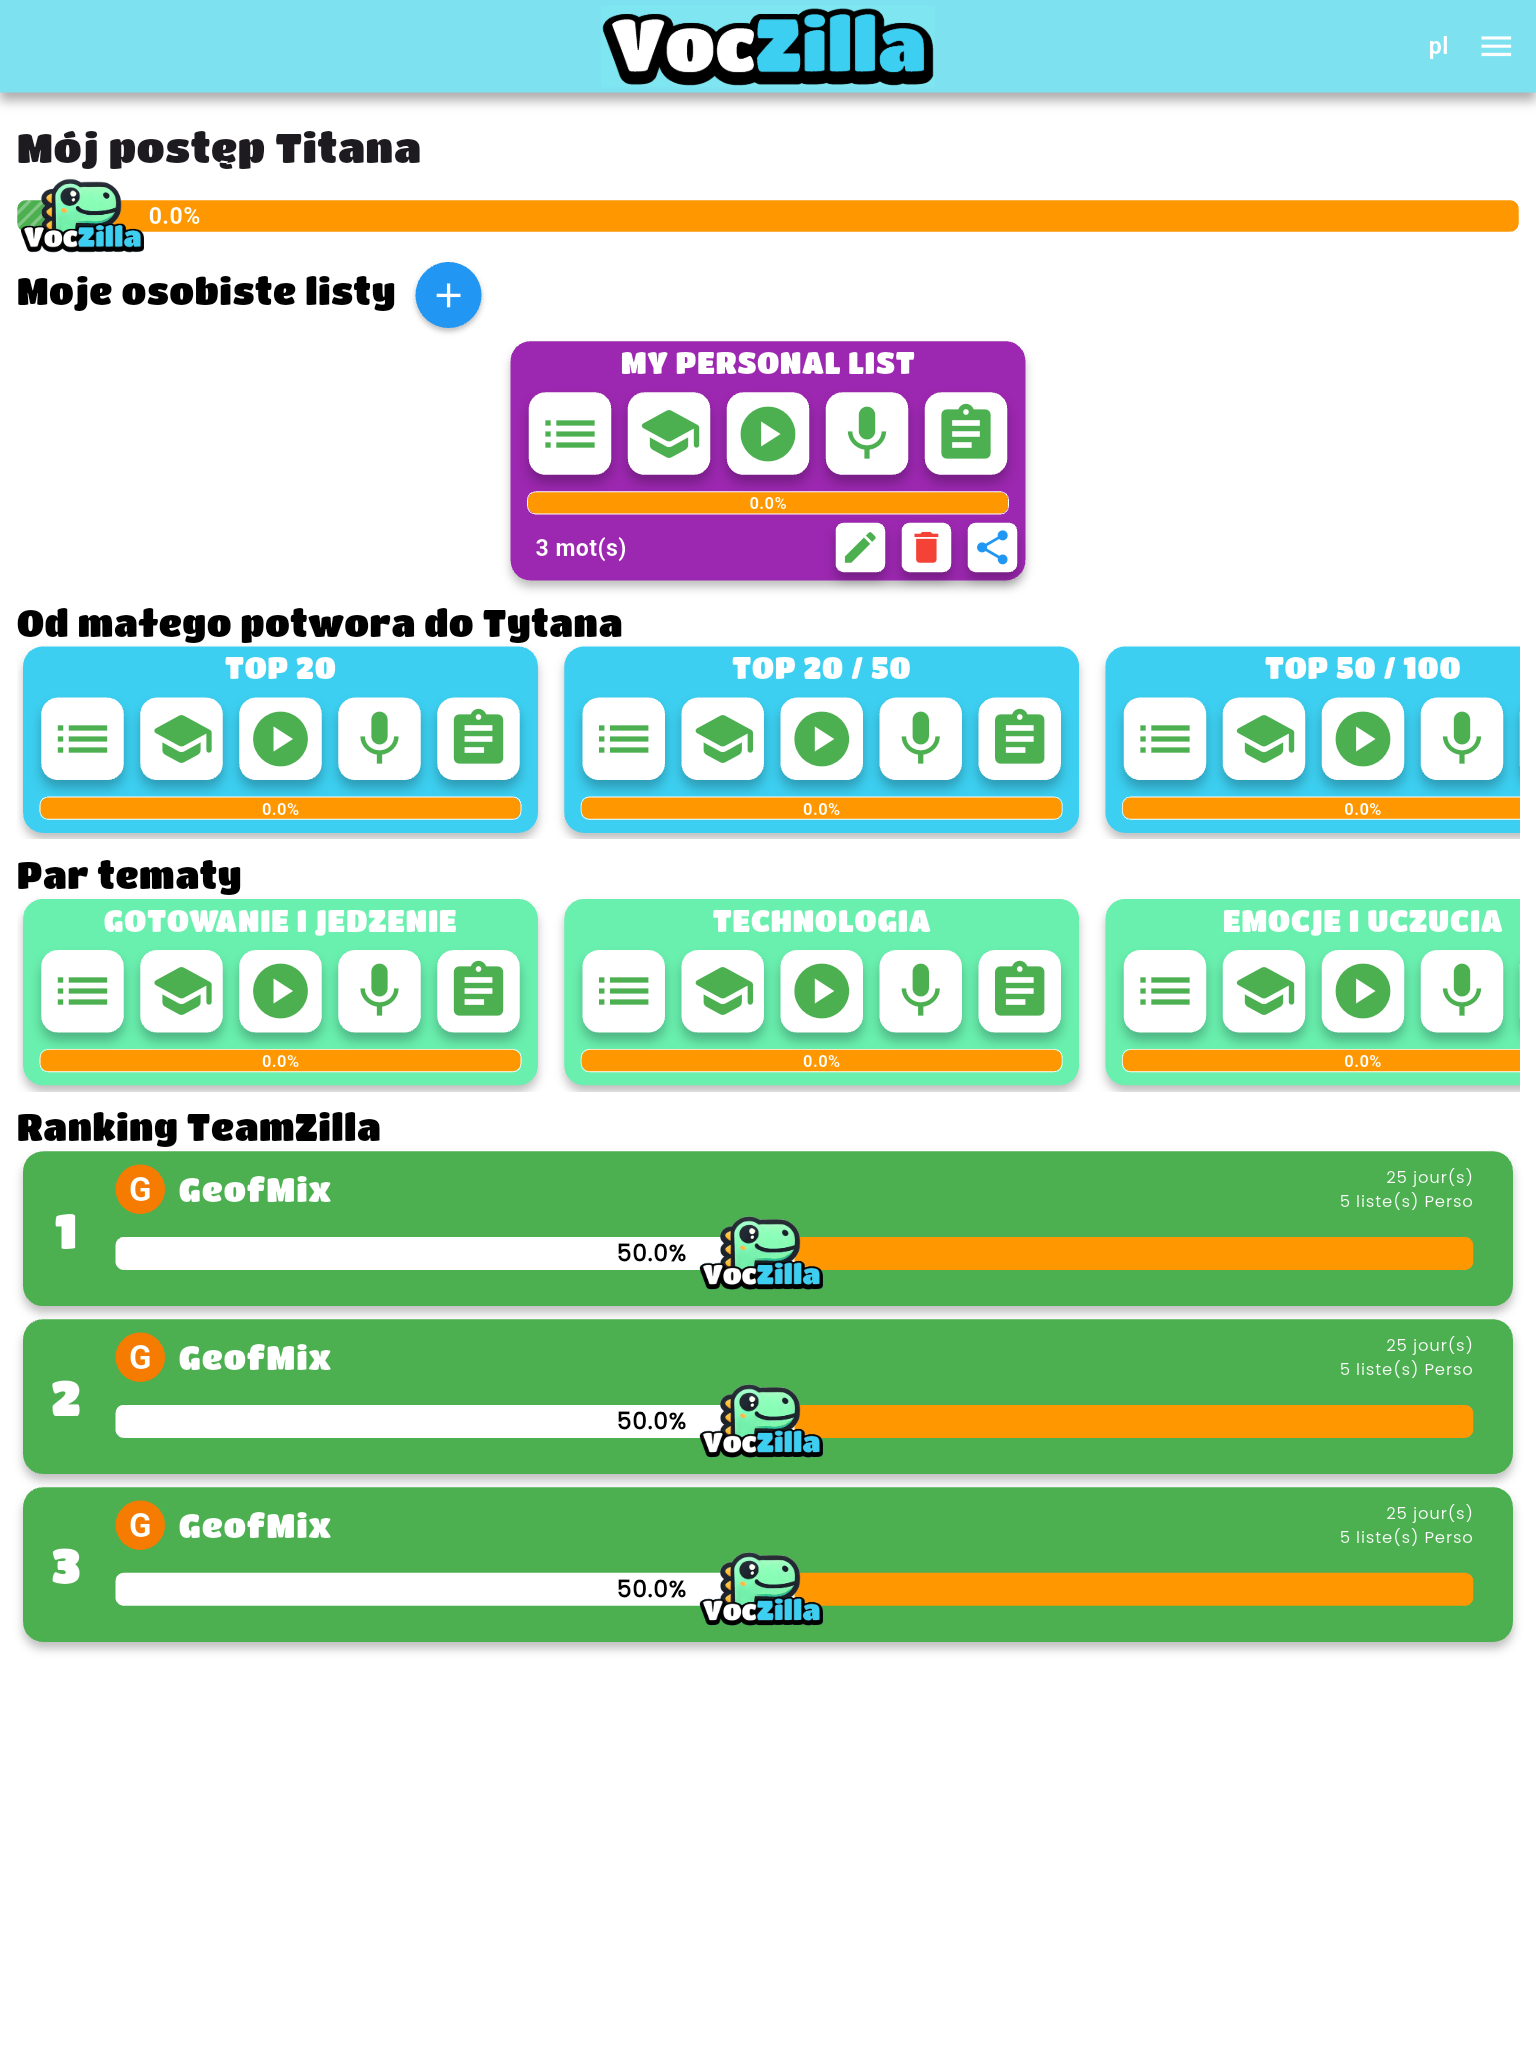 VocZilla
pl
Mój postęp Titana
VocZilla
0.0%
Moje osobiste listy
MY PERSONAL LIST
0.0%
3 mot(s)
Od małego potwora do Tytana
TOP 20
TOP 20 / 50
TOP 50 / 100
0.0%
0.0%
0.0%
Par tematy
GOTOWANIE I JEDZENIE
TECHNOLOGIA
EMOCJE I UCZUCIA
0.0%
0.0%
0.0%
Ranking TeamZilla
1
G
GeofMix
25 jour(s)
5 liste(s) Perso
50.0%
VocZilla
2
G
GeofMix
25 jour(s)
5 liste(s) Perso
50.0%
VocZilla
3
G
GeofMix
25 jour(s)
5 liste(s) Perso
50.0%
VocZilla